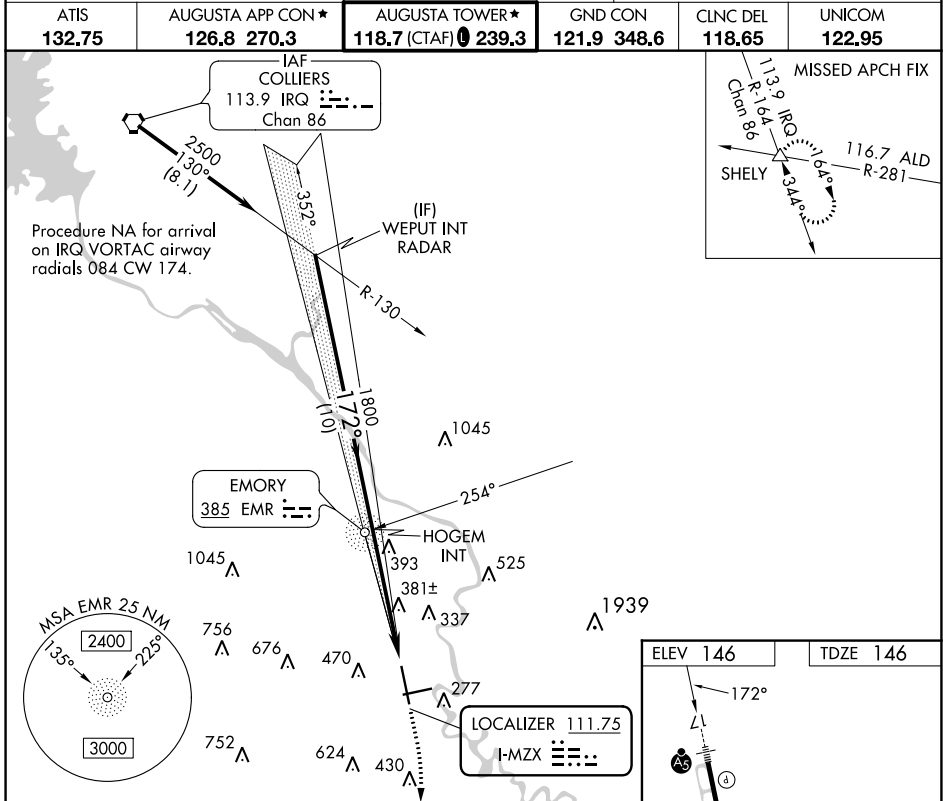 ATIS
132.75
AUGUSTA APP CON★
126.8 270.3
AUGUSTA TOWER★
118.7 (CTAF) L 239.3
GND CON
121.9 348.6
CLNC DEL
118.65
UNICOM
122.95
IAF
COLLIERS
113.9 IRQ
Chan 86
2500
130°
(8.1)
352°
(IF)
WEPUT INT
RADAR
Procedure NA for arrival
on IRQ VORTAC airway
radials 084 CW 174.
R-130
MISSED APCH FIX
113.9 IRQ
R-164
Chan 86
116.7 ALD
R-281
SHELY
164°
344°
1800
172°
(10)
1045
EMORY
385 EMR
254°
HOGEM
INT
393
525
1045
381±
337
1939
MSA EMR 25 NM
2400
135°
225°
3000
756
676
470
277
LOCALIZER 111.75
I-MZX
752
624
430
ELEV 146
TDZE 146
172°
17
A5
P